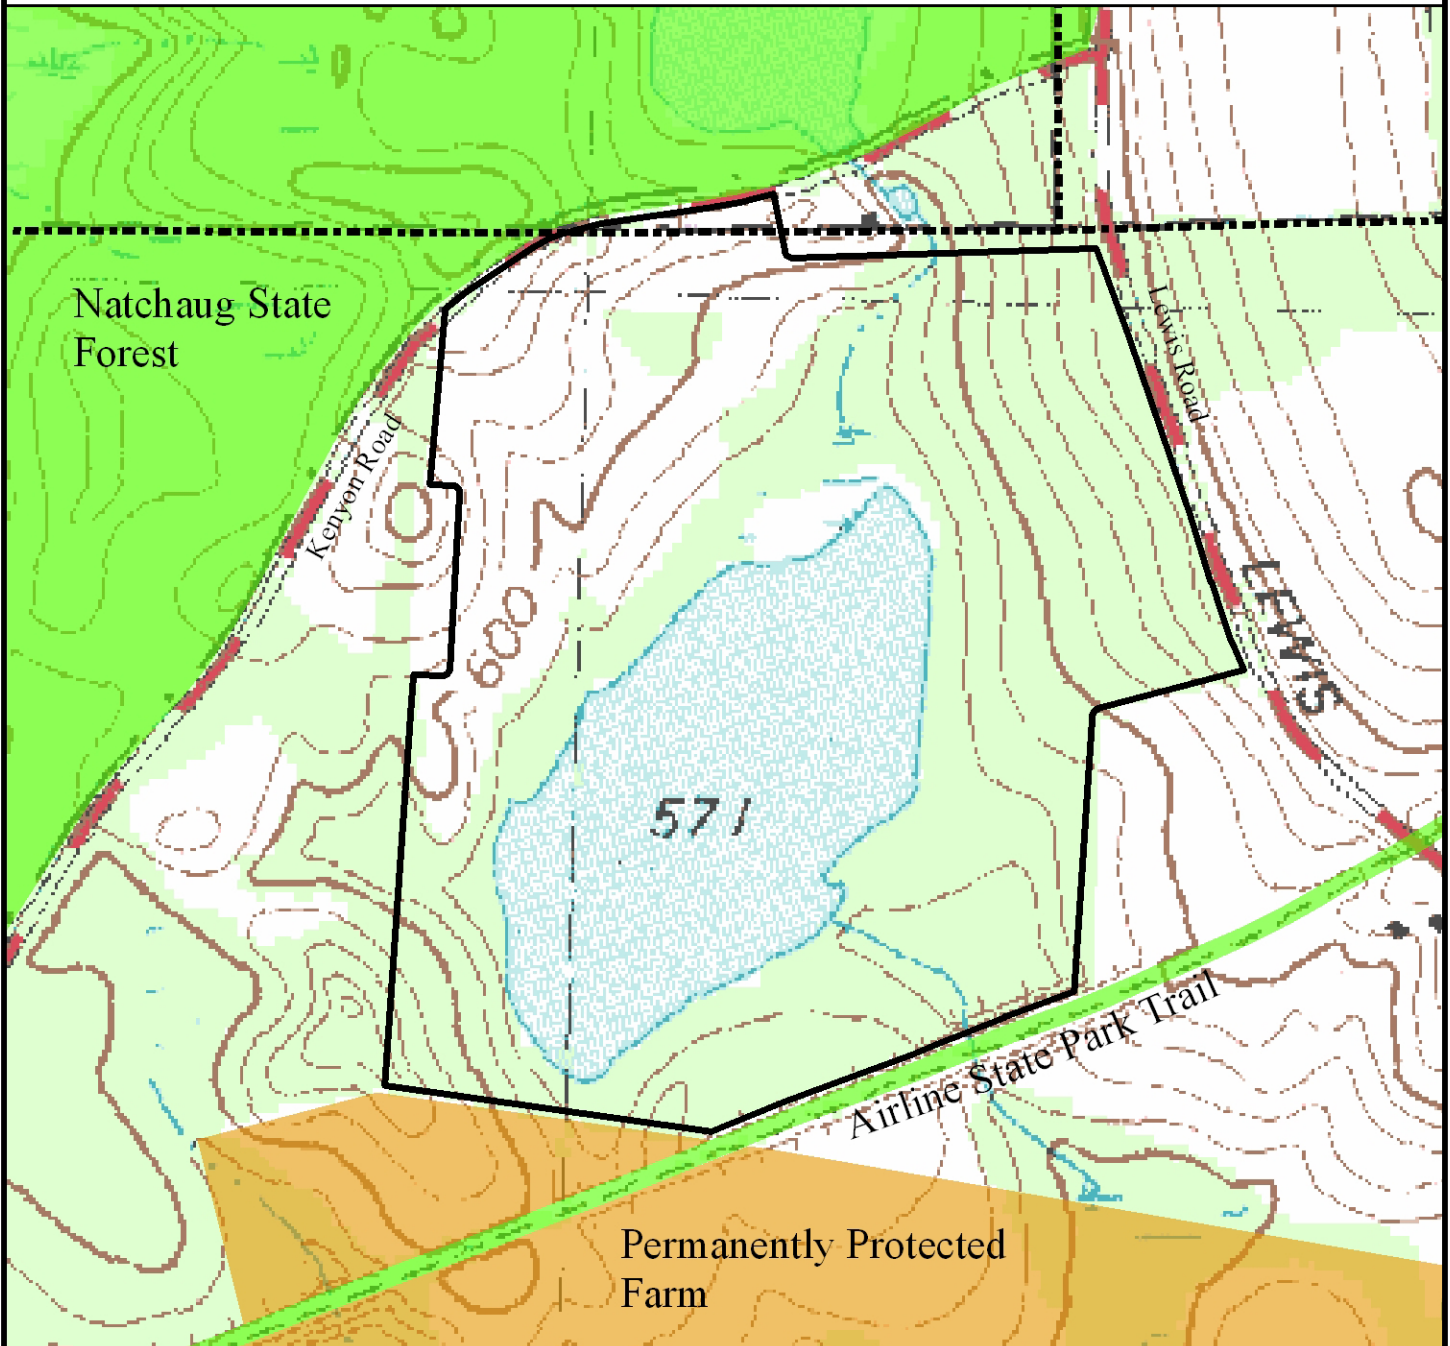 Natchaug State
Forest
Kenyon Road
Lewis Road
LEWIS
600
571
Airline State Park Trail
Permanently Protected
Farm